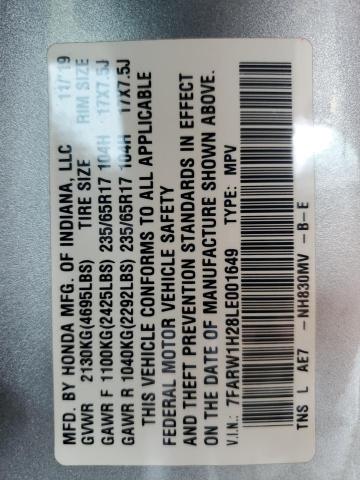 MFD. BY HONDA MFG. OF INDIANA, LLC 11/19
GVWR 2130KG(4695LBS) TIRE SIZE RIM SIZE
GAWR F 1100KG(2425LBS) 235/65R17 104H 17X7.5J
GAWR R 1040KG(2292LBS) 235/65R17 104H 17X7.5J
THIS VEHICLE CONFORMS TO ALL APPLICABLE
FEDERAL MOTOR VEHICLE SAFETY
AND THEFT PREVENTION STANDARDS IN EFFECT
ON THE DATE OF MANUFACTURE SHOWN ABOVE.
V.I.N.: 7FARW1H28LE001649 TYPE: MPV
TNS L AE7 - NH830MV - B - E